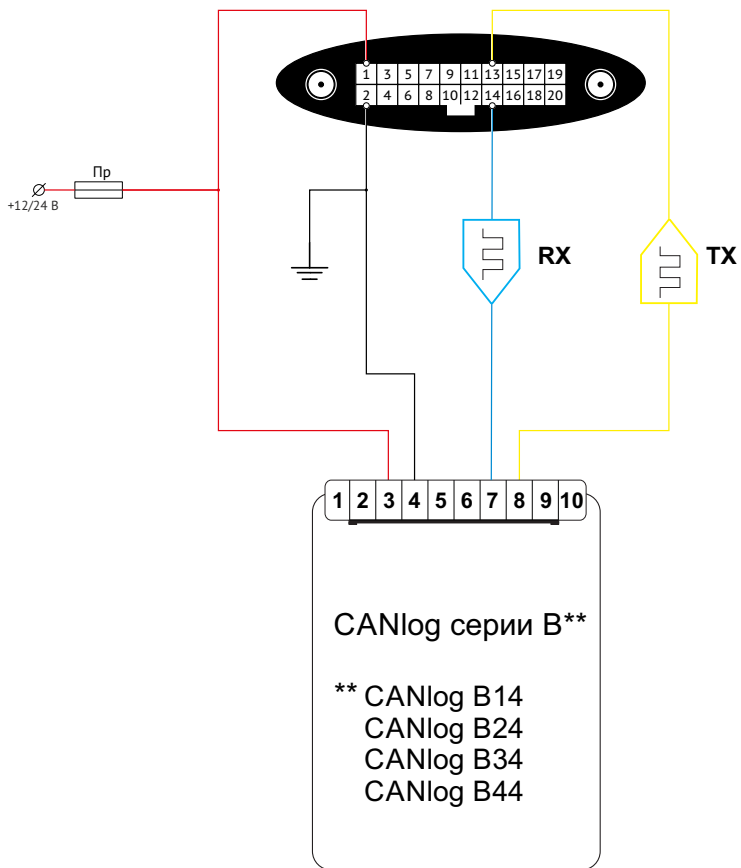 1 3 5 7 9 11 13 15 17 19
2 4 6 8 10 12 14 16 18 20
Пр
+12/24 В
RX
TX
1 2 3 4 5 6 7 8 9 10
CANlog серии B**
** CANlog B14
CANlog B24
CANlog B34
CANlog B44